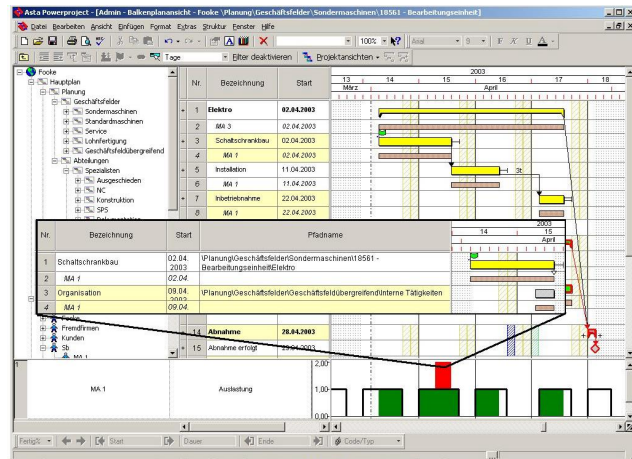 Asta Powerproject - [Admin - Balkenplanansicht - Fooke \Planung\Geschäftsfelder\Sondermaschinen\18561 - Bearbeitungseinheit]
Datei Bearbeiten Ansicht Einfügen Format Extras Struktur Fenster Hilfe
100% Arial F K U A
Tage Filter deaktivieren Projektansichten
Fooke
Hauptplan
Planung
Geschäftsfelder
Sondermaschinen
Standardmaschinen
Service
Lohnfertigung
Geschäftsfeldübergreifend
Abteilungen
Spezialisten
Ausgeschieden
NC
Konstruktion
SPS
Nr. Bezeichnung Start
2003
13 14 15 16 17 18
März April
1 Elektro 02.04.2003
2 MA 3 02.04.2003
3 Schaltschrankbau 02.04.2003
4 MA 1 02.04.2003
5 Installation 11.04.2003 3t
6 MA 1 11.04.2003
7 Inbetriebnahme 22.04.2003
8 MA 1 22.04.2003
Nr. Bezeichnung Start Pfadname
2003
14 15
April
1 Schaltschrankbau 02.04. 2003 \Planung\Geschäftsfelder\Sondermaschinen\18561 - Bearbeitungseinheit\Elektro
2 MA 1 02.04.
3 Organisation 09.04. 2003 \Planung\Geschäftsfelder\Geschäftsfeldübergreifend\Interne Tätigkeiten
4 MA 1 09.04.
Fooke
Fremdfirmen
Kunden
Sb
MA 1
14 Abnahme 28.04.2003
15 Abnahme erfolgt
1 MA 1 Auslastung
2,00
1,00
0,00
Fertig% Start Dauer Ende Code/Typ